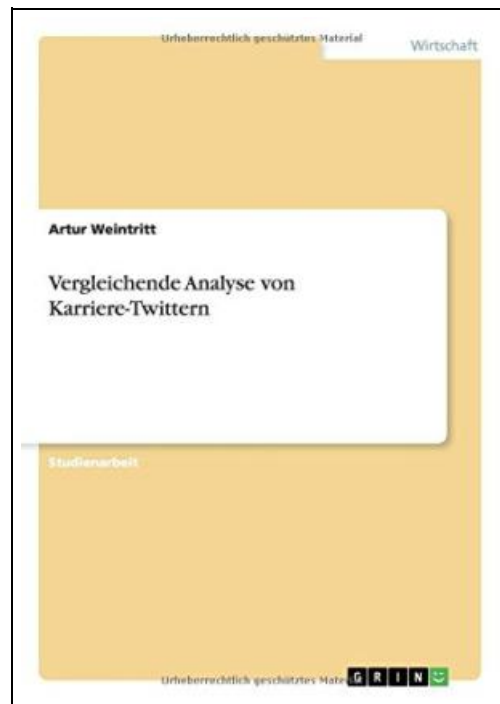 Urheberrechtlich geschütztes Material
Wirtschaft
Artur Weintritt
Vergleichende Analyse von
Karriere-Twittern
Studienarbeit
Urheberrechtlich geschütztes Mate
GRIN